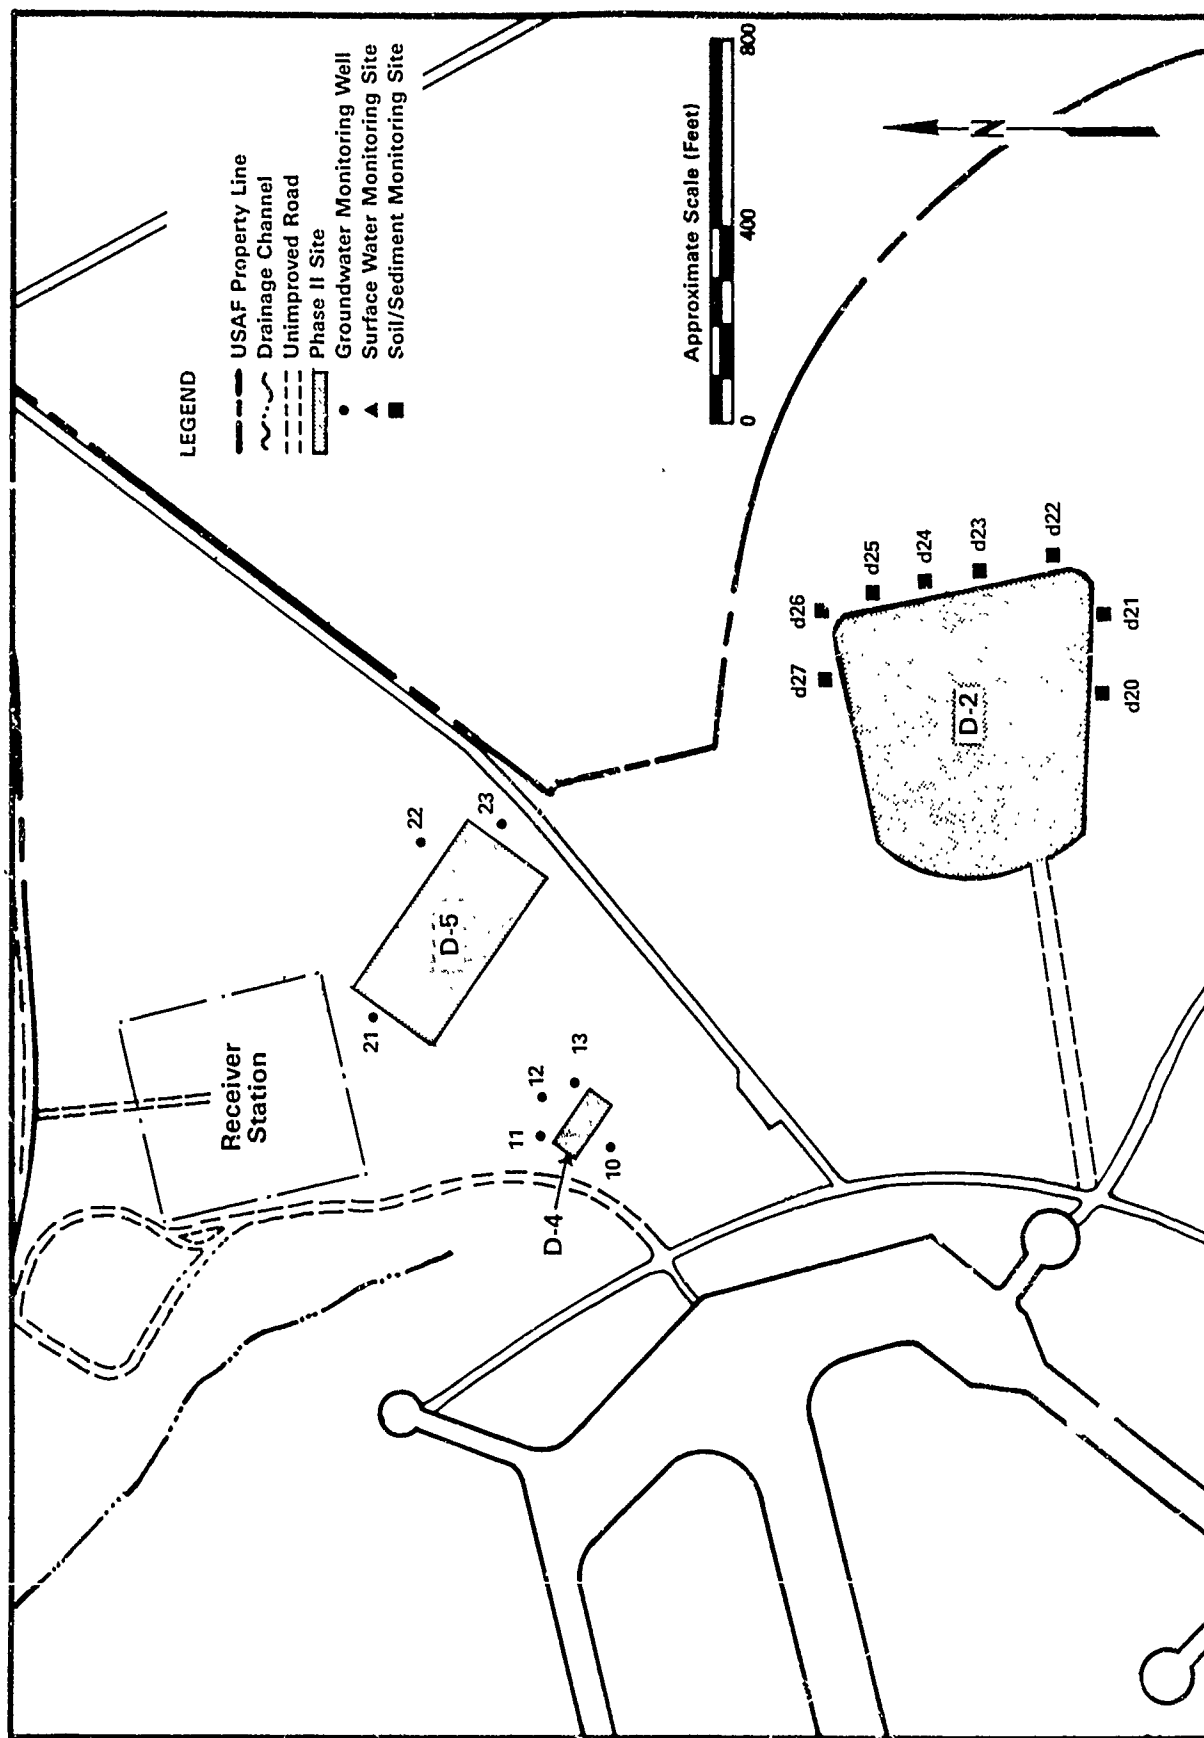 LEGEND
USAF Property Line
Drainage Channel
Unimproved Road
Phase II Site
Groundwater Monitoring Well
Surface Water Monitoring Site
Soil/Sediment Monitoring Site
Approximate Scale (Feet)
0 400 800
N
Receiver
Station
21
22
23
D-5
11
12
13
10
D-4
d27
d26
d25
d24
d23
d22
D-2
d20
d21